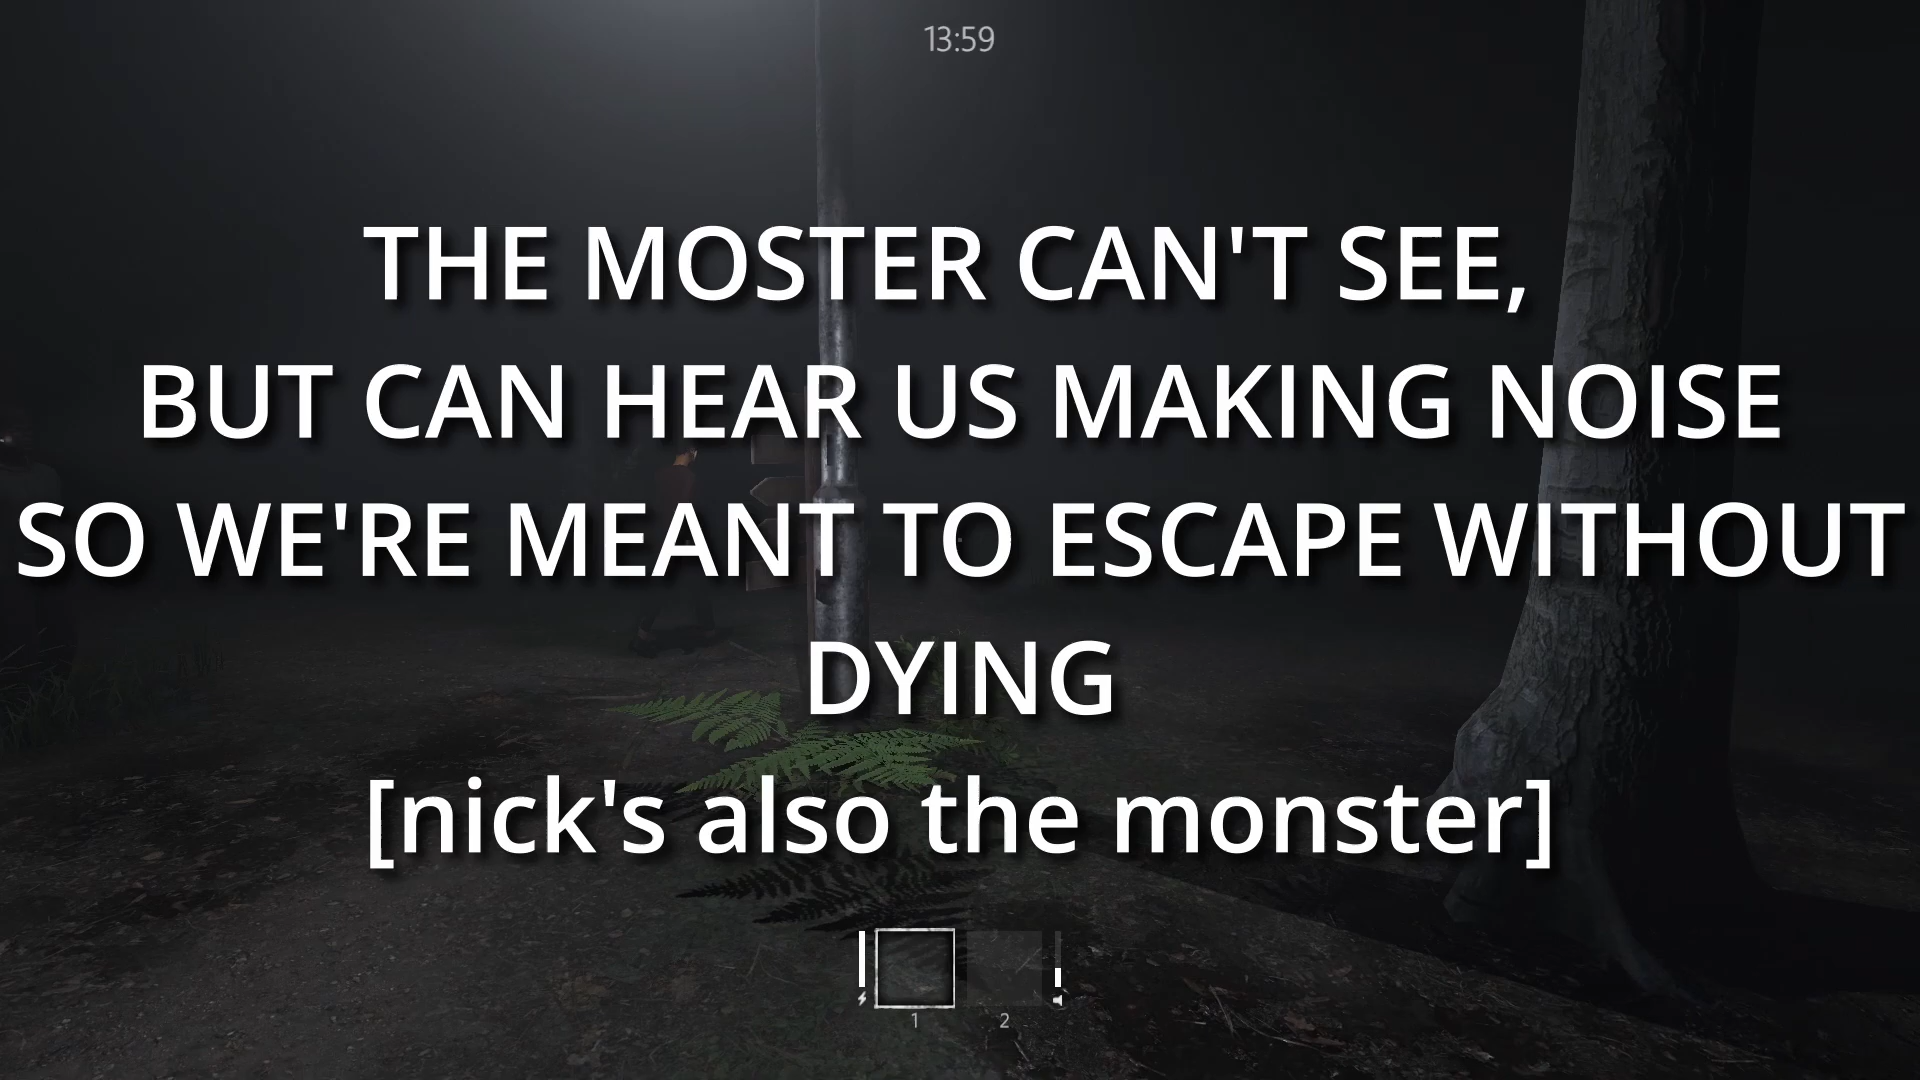 13:59
THE MOSTER CAN'T SEE,
BUT CAN HEAR US MAKING NOISE
SO WE'RE MEANT TO ESCAPE WITHOUT
DYING
[nick's also the monster]
1 2